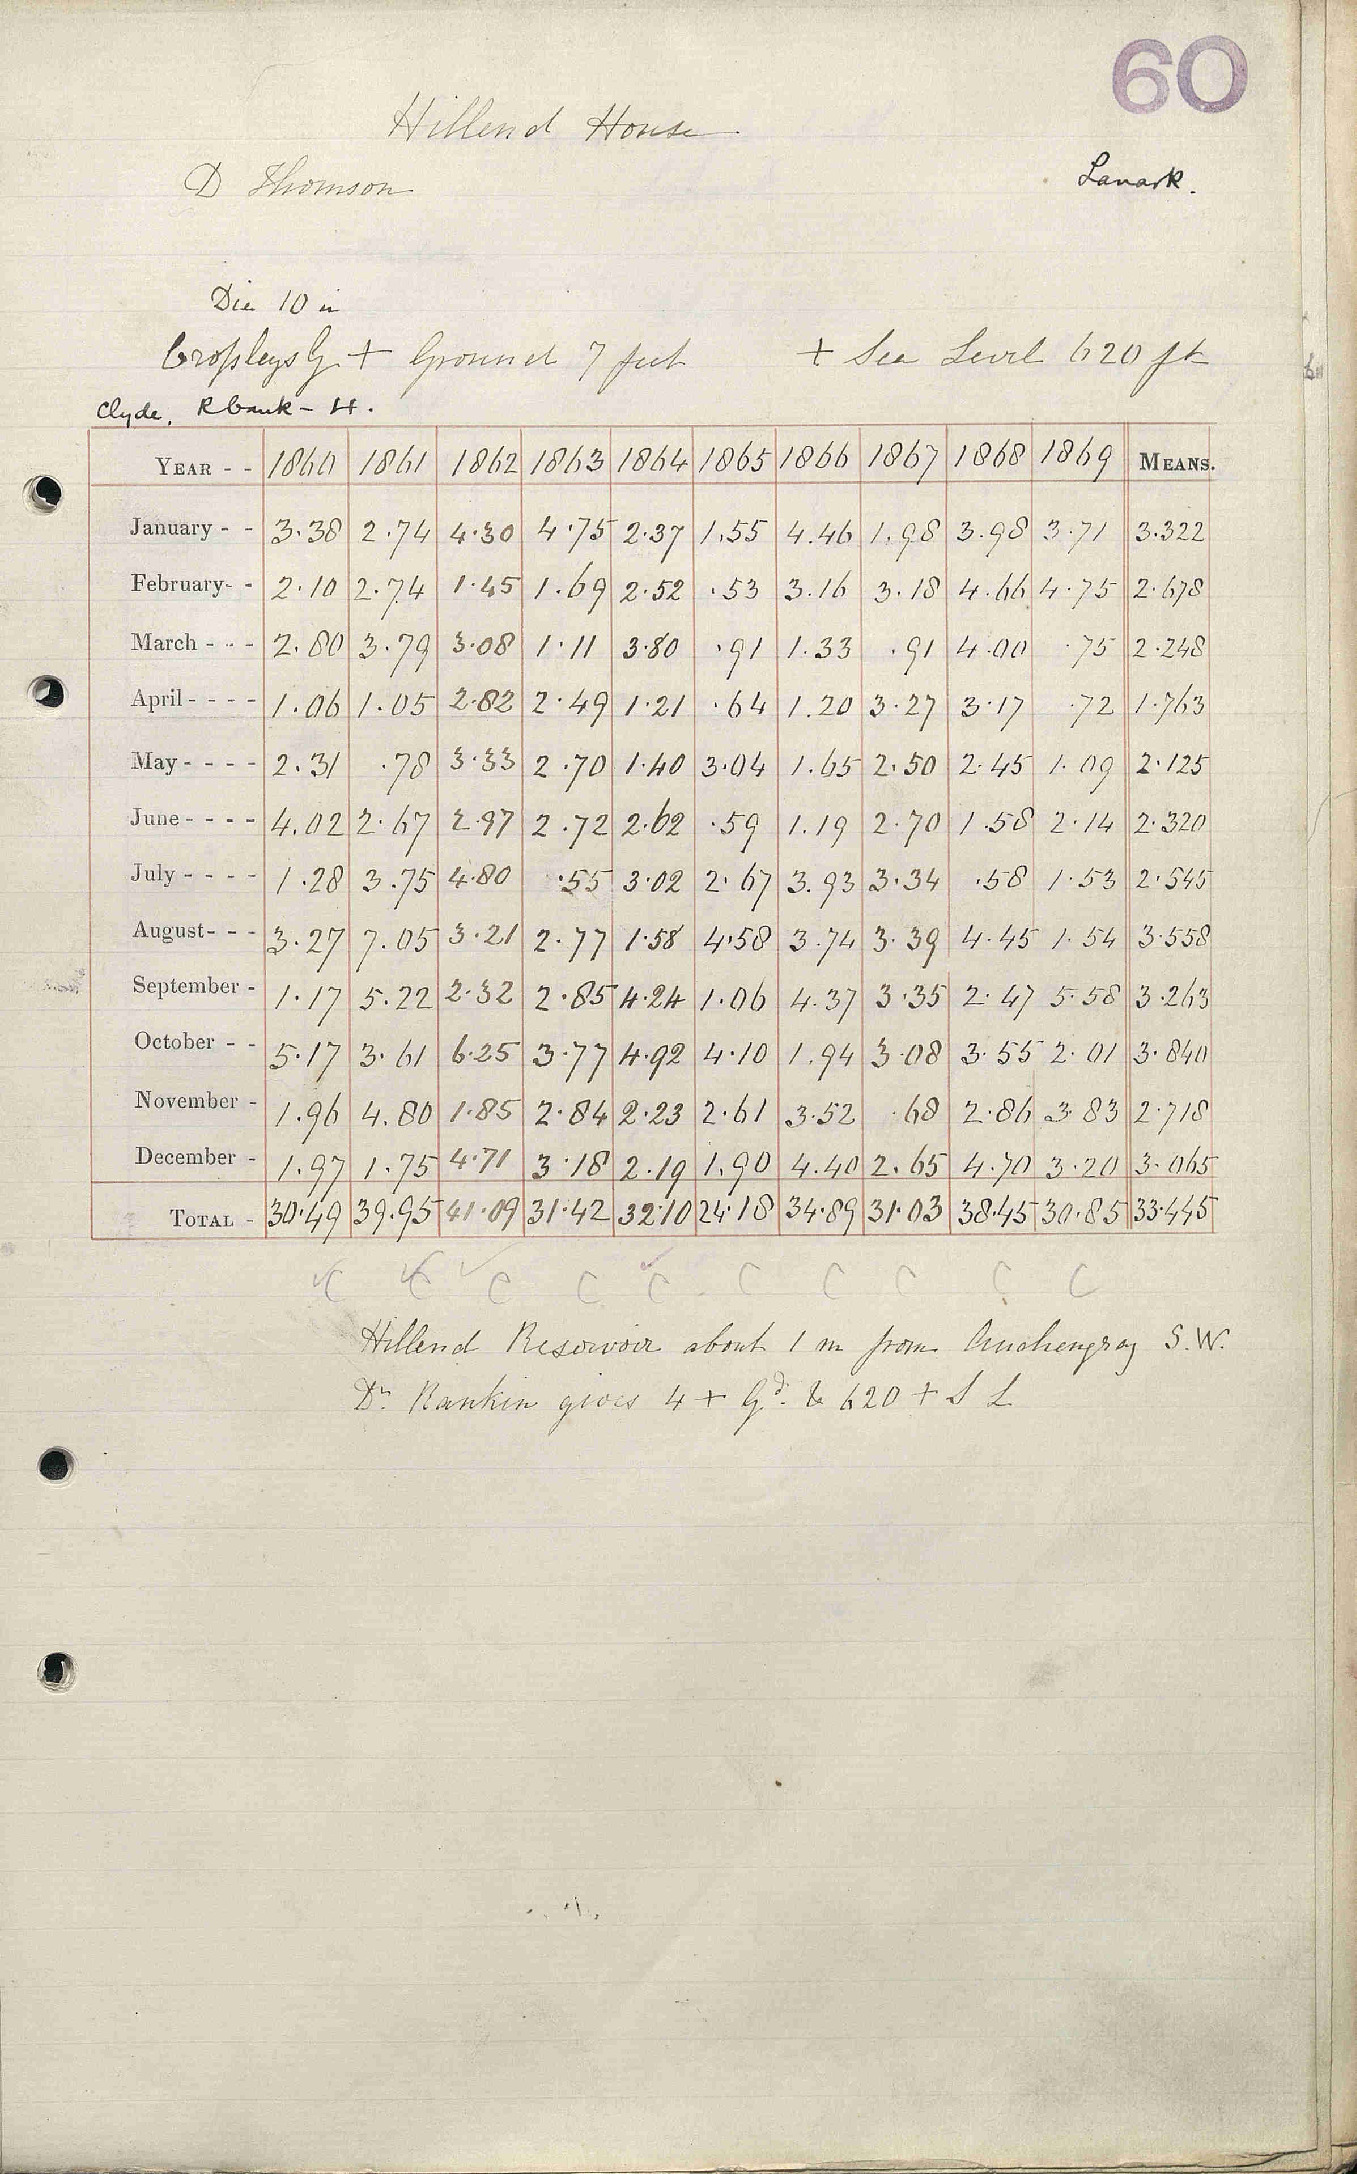 60
Hillend House
D Thomson
Lanark.
Dia 10 in
Cropleys G + Ground 7 feet + Sea Level 620 ft
Clyde. R bank - H.
YEAR - - 1860 1861 1862 1863 1864 1865 1866 1867 1868 1869 MEANS.
January - - 3.38 2.74 4.30 4.75 2.37 1.55 4.46 1.98 3.98 3.71 3.322
February- - 2.10 2.74 1.45 1.69 2.52 .53 3.16 3.18 4.66 4.75 2.678
March - - - 2.80 3.79 3.08 1.11 3.80 .91 1.33 .91 4.00 .75 2.248
April - - - - 1.06 1.05 2.82 2.49 1.21 .64 1.20 3.27 3.17 .72 1.763
May - - - - 2.31 .78 3.33 2.70 1.40 3.04 1.65 2.50 2.45 1.09 2.125
June - - - - 4.02 2.67 2.97 2.72 2.62 .59 1.19 2.70 1.58 2.14 2.320
July - - - - 1.28 3.75 4.80 .55 3.02 2.67 3.93 3.34 .58 1.53 2.545
August- - - 3.27 7.05 3.21 2.77 1.58 4.58 3.74 3.39 4.45 1.54 3.558
September - 1.17 5.22 2.32 2.85 4.24 1.06 4.37 3.35 2.47 5.58 3.263
October - - 5.17 3.61 6.25 3.77 4.92 4.10 1.94 3.08 3.55 2.01 3.840
November - 1.96 4.80 1.85 2.84 2.23 2.61 3.52 .68 2.86 3.83 2.718
December - 1.97 1.75 4.71 3.18 2.19 1.90 4.40 2.65 4.70 3.20 3.065
TOTAL - 30.49 39.95 41.09 31.42 32.10 24.18 34.89 31.03 38.45 30.85 33.445
C C C C C C C C C C
Hillend Reservoir about 1 m from Auchengray S.W.
Dr. Rankin gives 4 + Gd. & 620 + S L